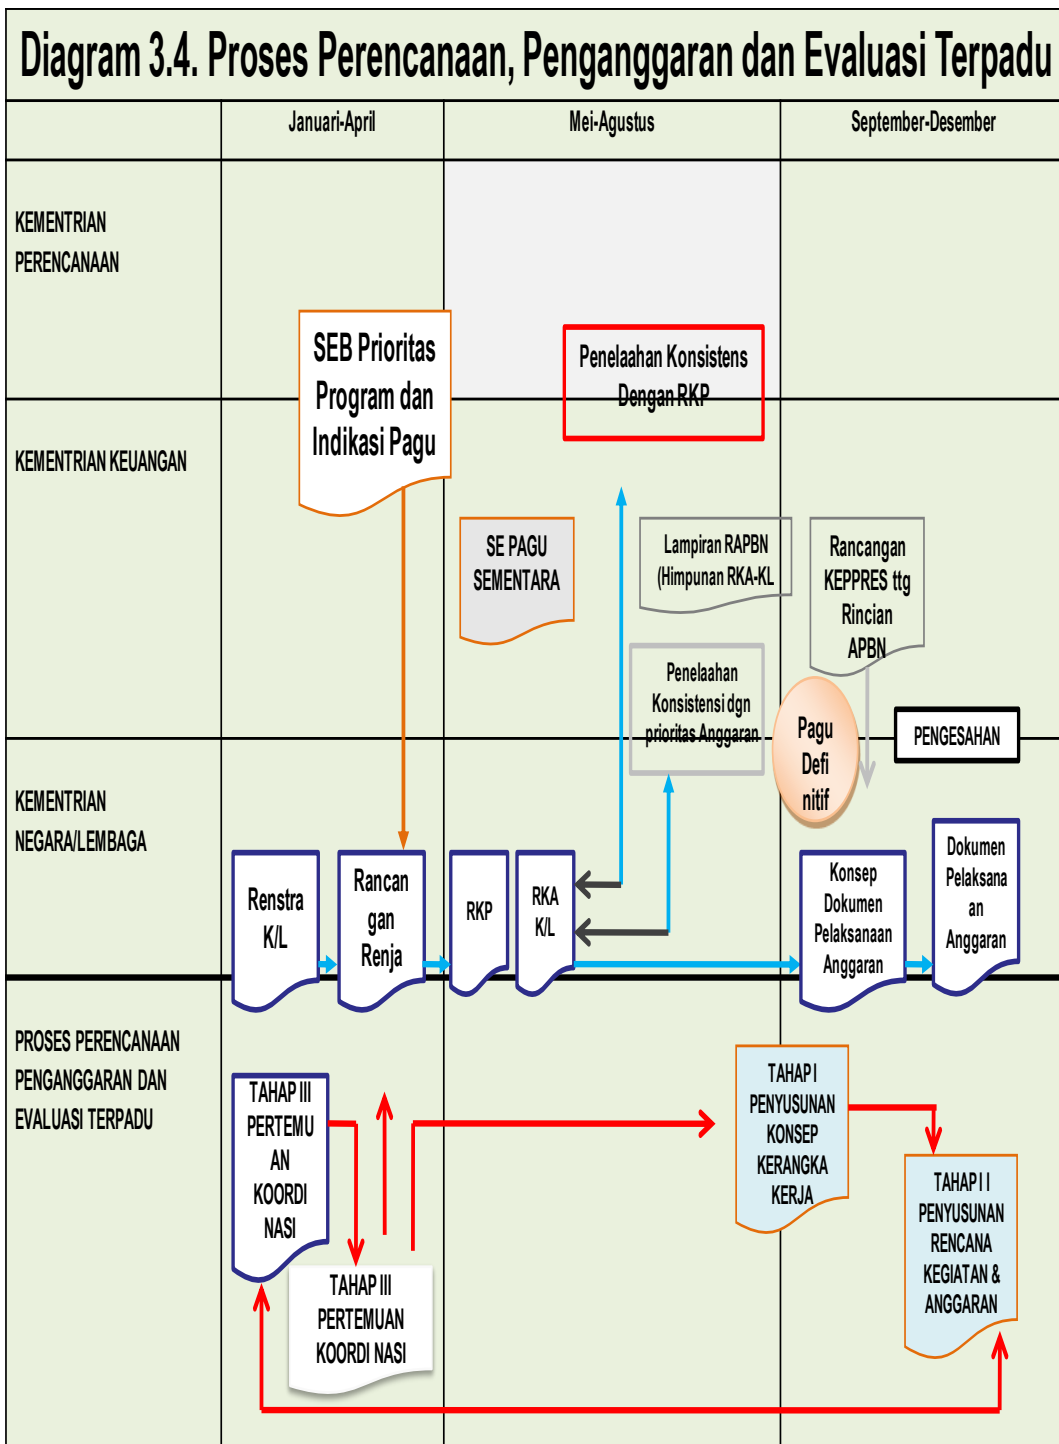 Diagram 3.4. Proses Perencanaan, Penganggaran dan Evaluasi Terpadu
Januari-April
Mei-Agustus
September-Desember
KEMENTRIAN
PERENCANAAN
SEB Prioritas
Program dan
Indikasi Pagu
Penelaahan Konsistens
Dengan RKP
KEMENTRIAN KEUANGAN
SE PAGU
SEMENTARA
Lampiran RAPBN
(Himpunan RKA-KL
Rancangan
KEPPRES ttg
Rincian
APBN
Penelaahan
Konsistensi dgn
prioritas Anggaran
Pagu
Defi
nitif
PENGESAHAN
KEMENTRIAN
NEGARA/LEMBAGA
Renstra
K/L
Rancan
gan
Renja
RKP
RKA
K/L
Konsep
Dokumen
Pelaksanaan
Anggaran
Dokumen
Pelaksana
an
Anggaran
PROSES PERENCANAAN
PENGANGGARAN DAN
EVALUASI TERPADU
TAHAP III
PERTEMU
AN
KOORDI
NASI
TAHAP III
PERTEMUAN
KOORDI NASI
TAHAP I
PENYUSUNAN
KONSEP
KERANGKA
KERJA
TAHAP I I
PENYUSUNAN
RENCANA
KEGIATAN &
ANGGARAN